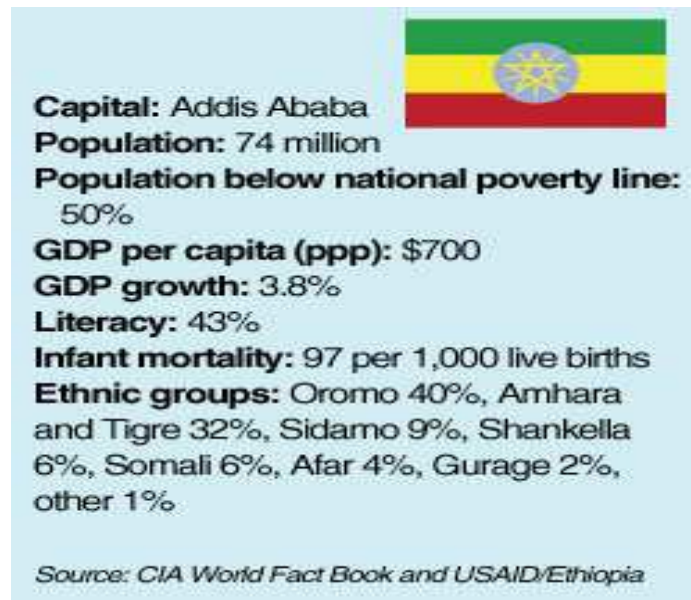 Capital: Addis Ababa
Population: 74 million
Population below national poverty line:
50%
GDP per capita (ppp): $700
GDP growth: 3.8%
Literacy: 43%
Infant mortality: 97 per 1,000 live births
Ethnic groups: Oromo 40%, Amhara
and Tigre 32%, Sidamo 9%, Shankella
6%, Somali 6%, Afar 4%, Gurage 2%,
other 1%
Source: CIA World Fact Book and USAID/Ethiopia